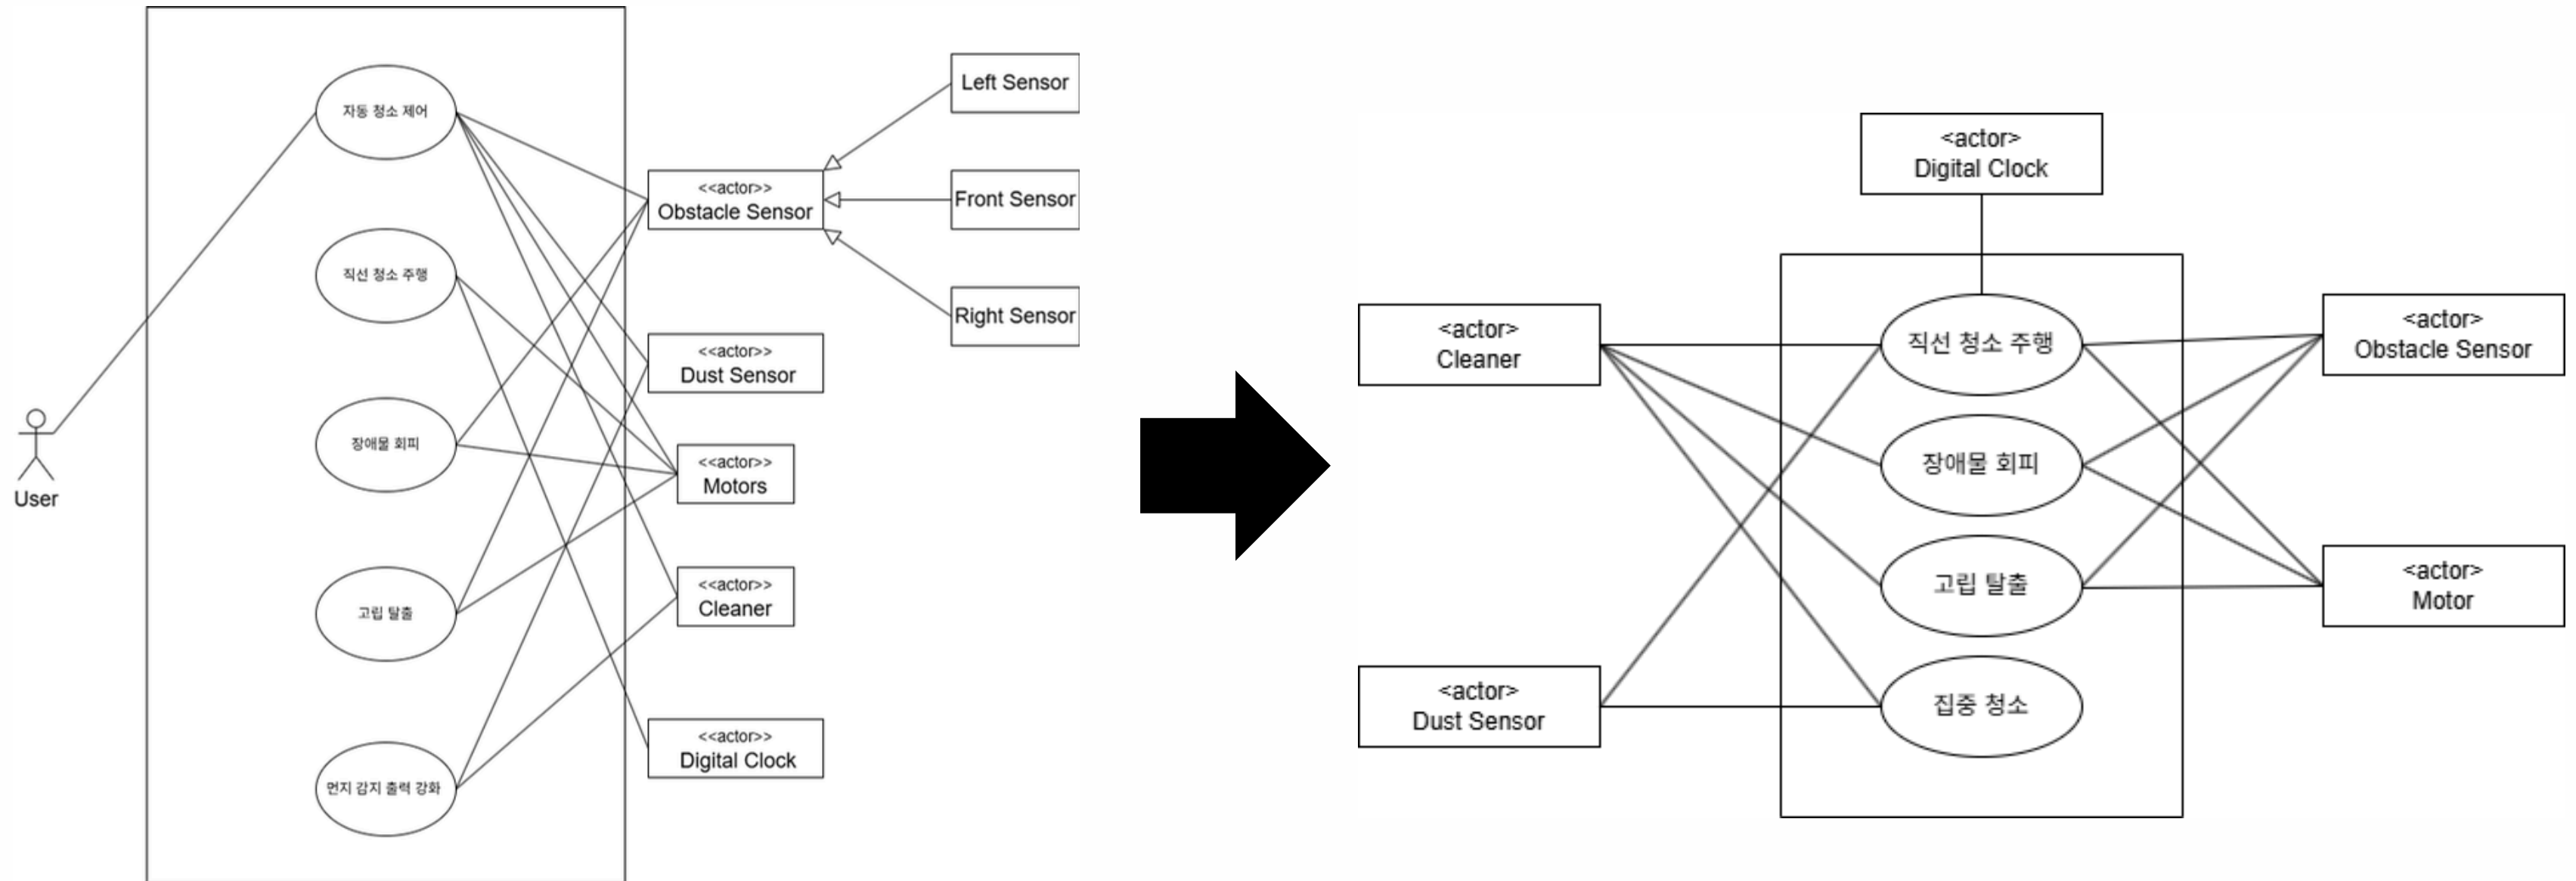 자동 청소 제어
직선 청소 주행
장애물 회피
고립 탈출
먼지 감지 출력 강화
User
<<actor>>
Obstacle Sensor
<<actor>>
Dust Sensor
<<actor>>
Motors
<<actor>>
Cleaner
<<actor>>
Digital Clock
Left Sensor
Front Sensor
Right Sensor
<actor>
Digital Clock
<actor>
Cleaner
<actor>
Dust Sensor
직선 청소 주행
장애물 회피
고립 탈출
집중 청소
<actor>
Obstacle Sensor
<actor>
Motor